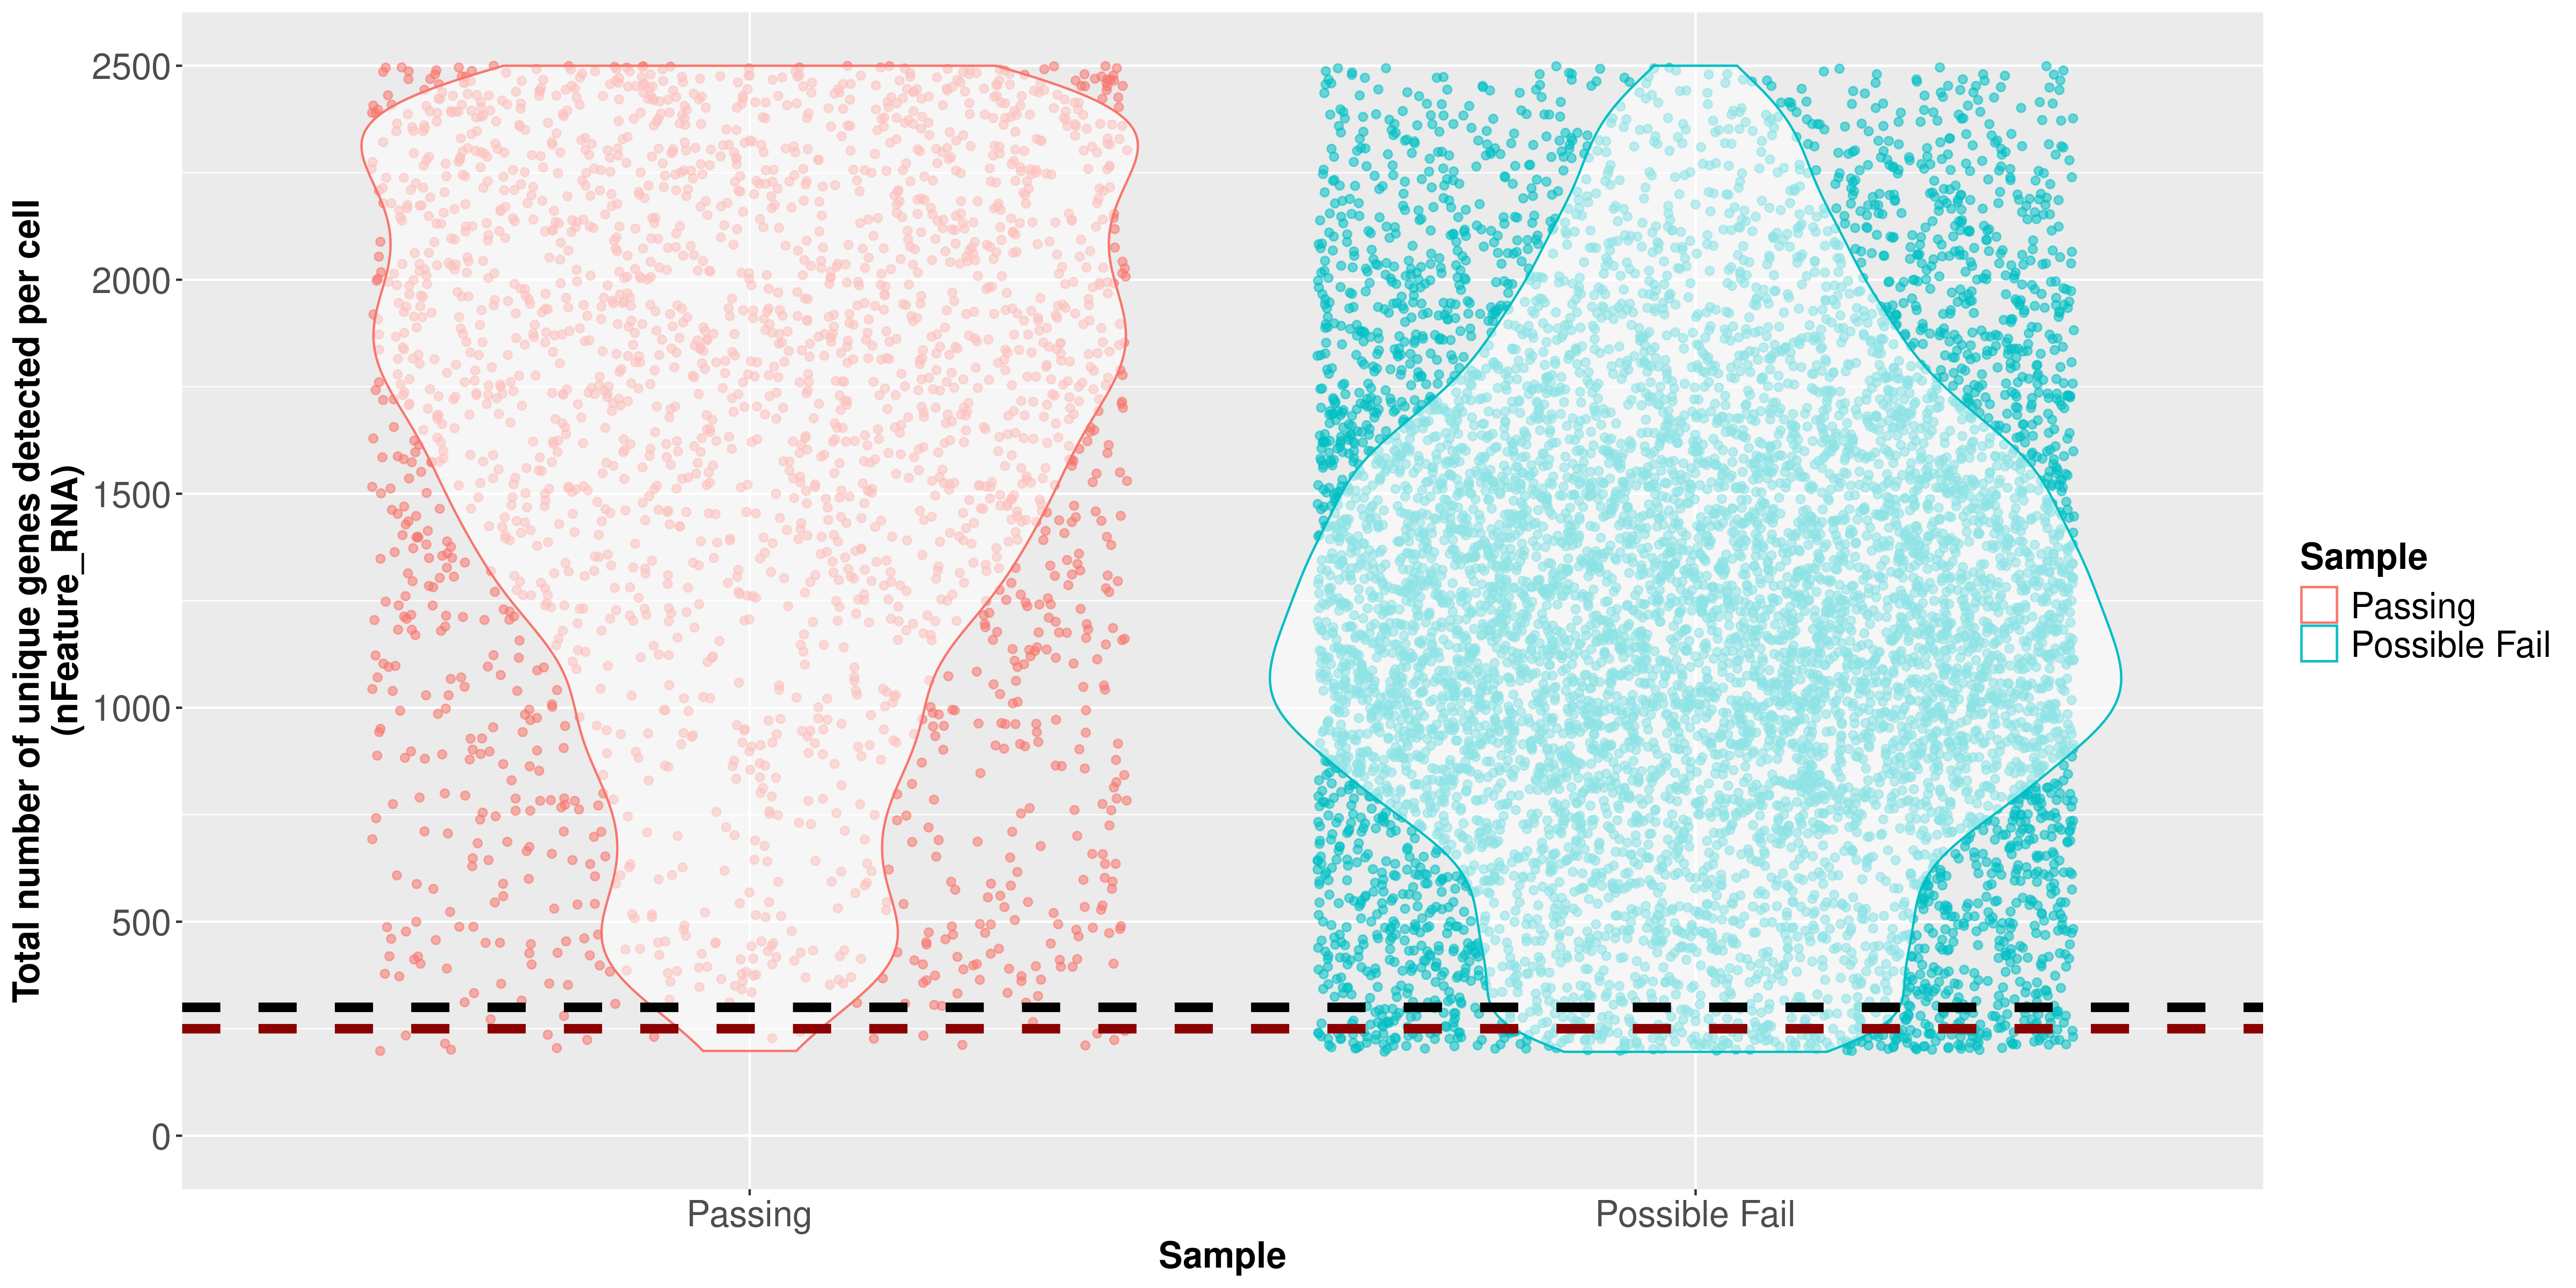 Total number of unique genes detected per cell
(nFeature_RNA)
2500
2000
1500
1000
500
0
Passing
Possible Fail
Sample
Sample
Passing
Possible Fail